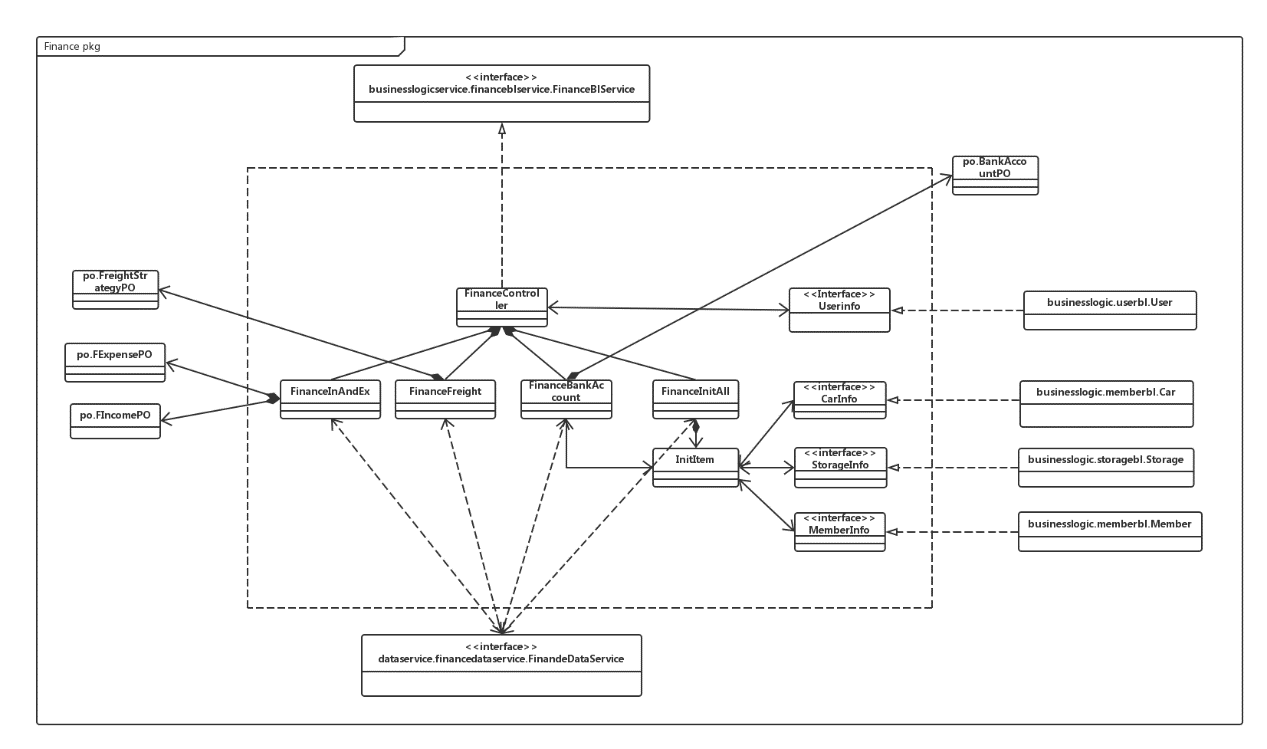 Finance pkg
<<interface>>
businesslogicservice.financeblservice.FinanceBlService
po.BankAcco
untPO
po.FreightStr
ategyPO
FinanceControl
ler
<<Interface>>
Userinfo
businesslogic.userbl.User
po.FExpensePO
po.FIncomePO
FinanceInAndEx
FinanceFreight
FinanceBankAc
count
FinanceInitAll
<<interface>>
CarInfo
businesslogic.memberbl.Car
InitItem
<<interface>>
StorageInfo
businesslogic.storagebl.Storage
<<interface>>
MemberInfo
businesslogic.memberbl.Member
<<interface>>
dataservice.financedataservice.FinandeDataService